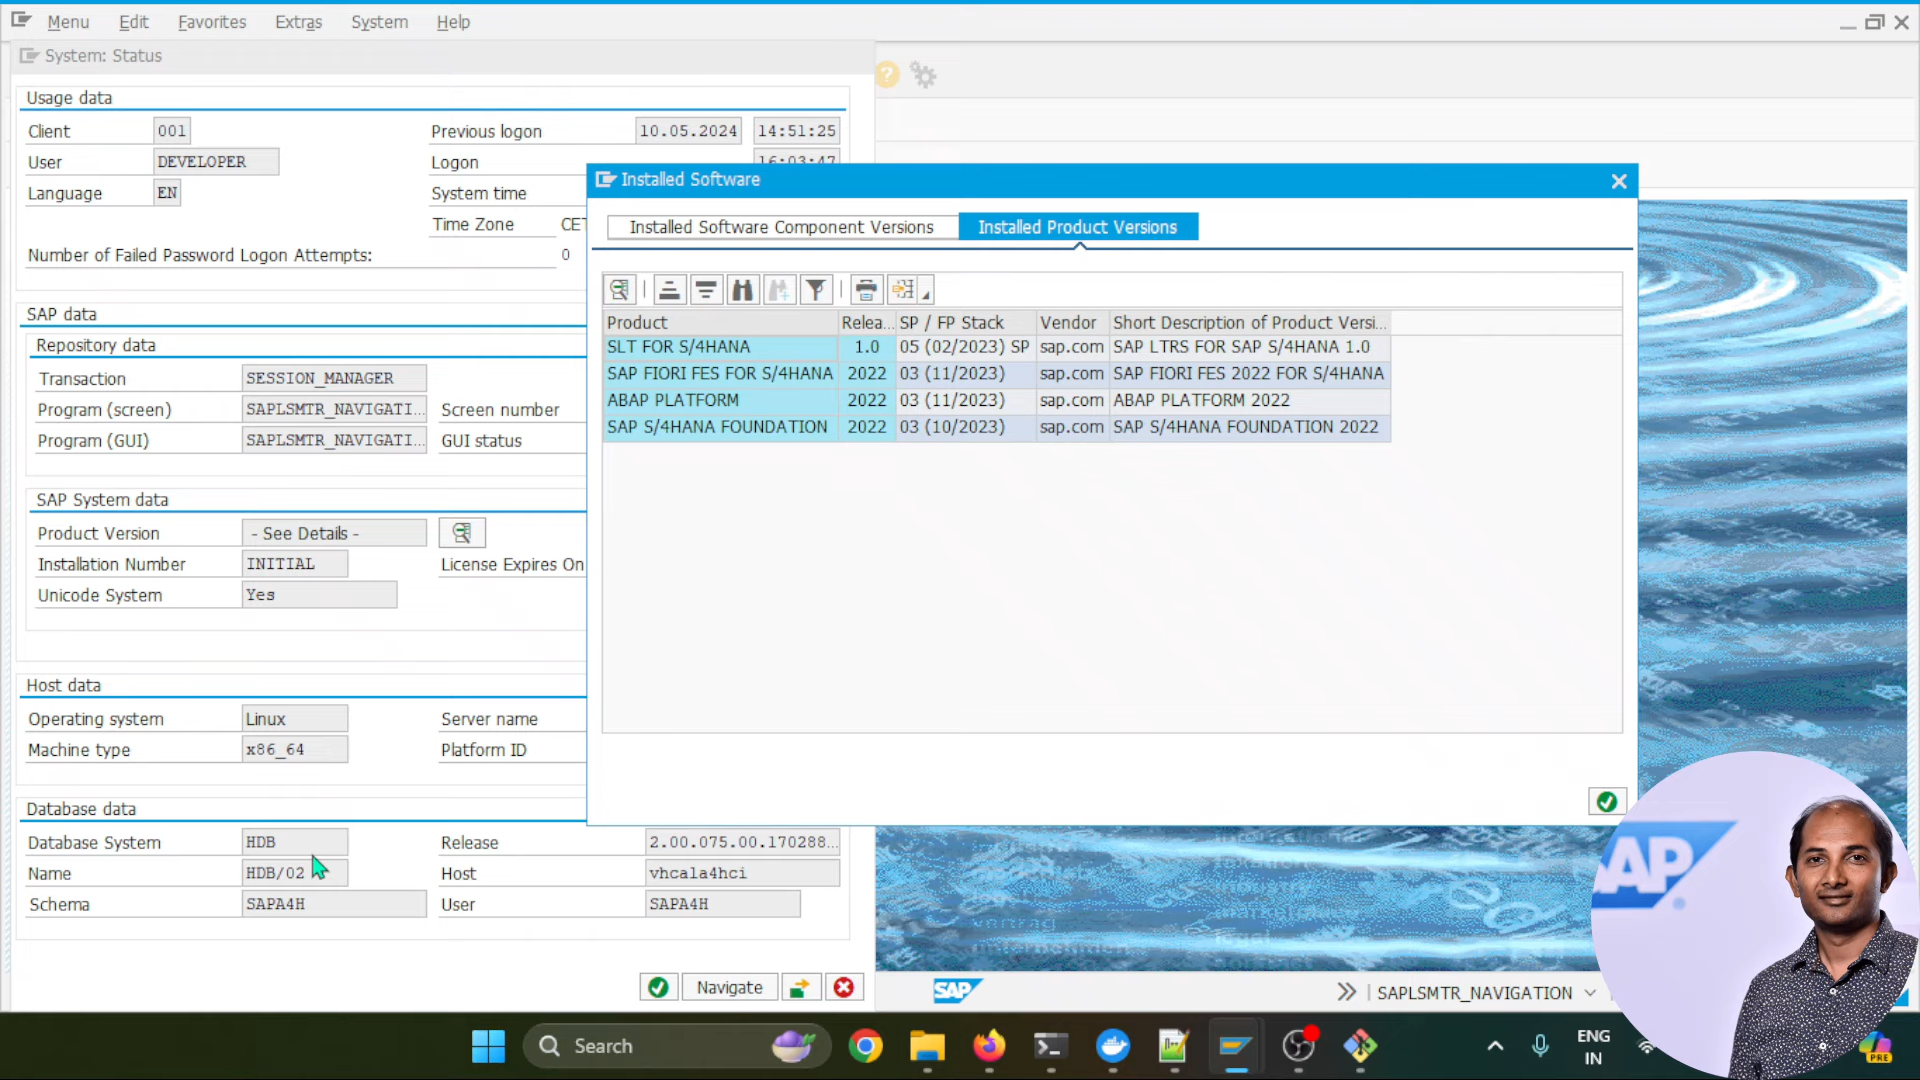 Menu Edit Favorites Extras System Help
System: Status
Usage data
Client 001 Previous logon 10.05.2024 14:51:25
User DEVELOPER Logon 16:03:47
Language EN System time
Time Zone CET
Number of Failed Password Logon Attempts: 0
SAP data
Repository data
Transaction SESSION_MANAGER
Program (screen) SAPLSMTR_NAVIGATI... Screen number
Program (GUI) SAPLSMTR_NAVIGATI... GUI status
SAP System data
Product Version - See Details -
Installation Number INITIAL License Expires On
Unicode System Yes
Host data
Operating system Linux Server name
Machine type x86_64 Platform ID
Database data
Database System HDB Release 2.00.075.00.170288...
Name HDB/02 Host vhcala4hci
Schema SAPA4H User SAPA4H
Navigate
Installed Software
Installed Software Component Versions Installed Product Versions
Product Relea... SP / FP Stack Vendor Short Description of Product Versi...
SLT FOR S/4HANA 1.0 05 (02/2023) SP sap.com SAP LTRS FOR SAP S/4HANA 1.0
SAP FIORI FES FOR S/4HANA 2022 03 (11/2023) sap.com SAP FIORI FES 2022 FOR S/4HANA
ABAP PLATFORM 2022 03 (11/2023) sap.com ABAP PLATFORM 2022
SAP S/4HANA FOUNDATION 2022 03 (10/2023) sap.com SAP S/4HANA FOUNDATION 2022
SAP
SAP SAPLSMTR_NAVIGATION
Search
ENG
IN
PRE